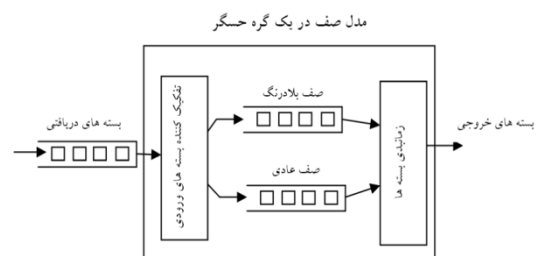 مدل صف در یک گره حسگر
بسته های دریافتی
تفکیک کننده بسته های ورودی
صف بلادرنگ
صف عادی
زمانبندی بسته ها
بسته های خروجی